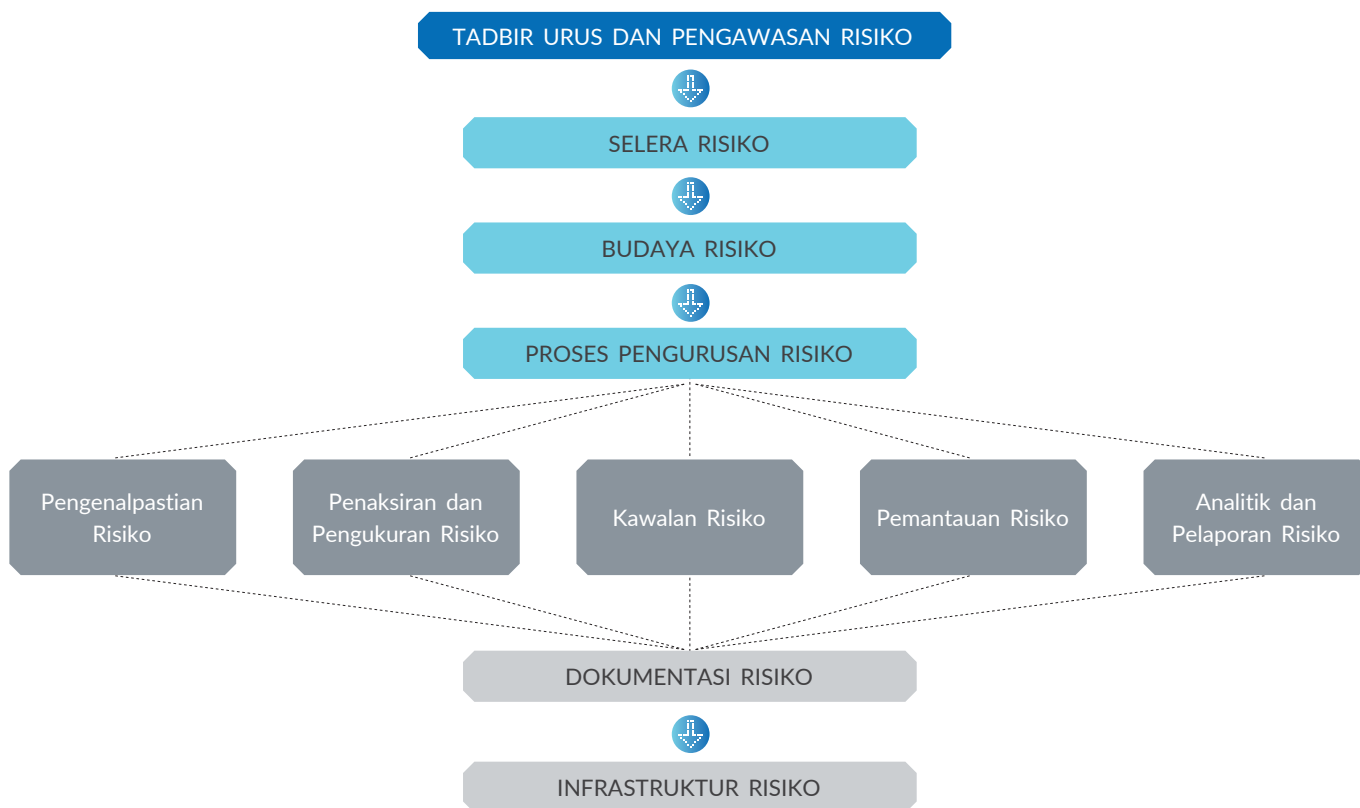 TADBIR URUS DAN PENGAWASAN RISIKO
SELERA RISIKO
BUDAYA RISIKO
PROSES PENGURUSAN RISIKO
Pengenalpastian
Risiko
Penaksiran dan
Pengukuran Risiko
Kawalan Risiko
Pemantauan Risiko
Analitik dan
Pelaporan Risiko
DOKUMENTASI RISIKO
INFRASTRUKTUR RISIKO